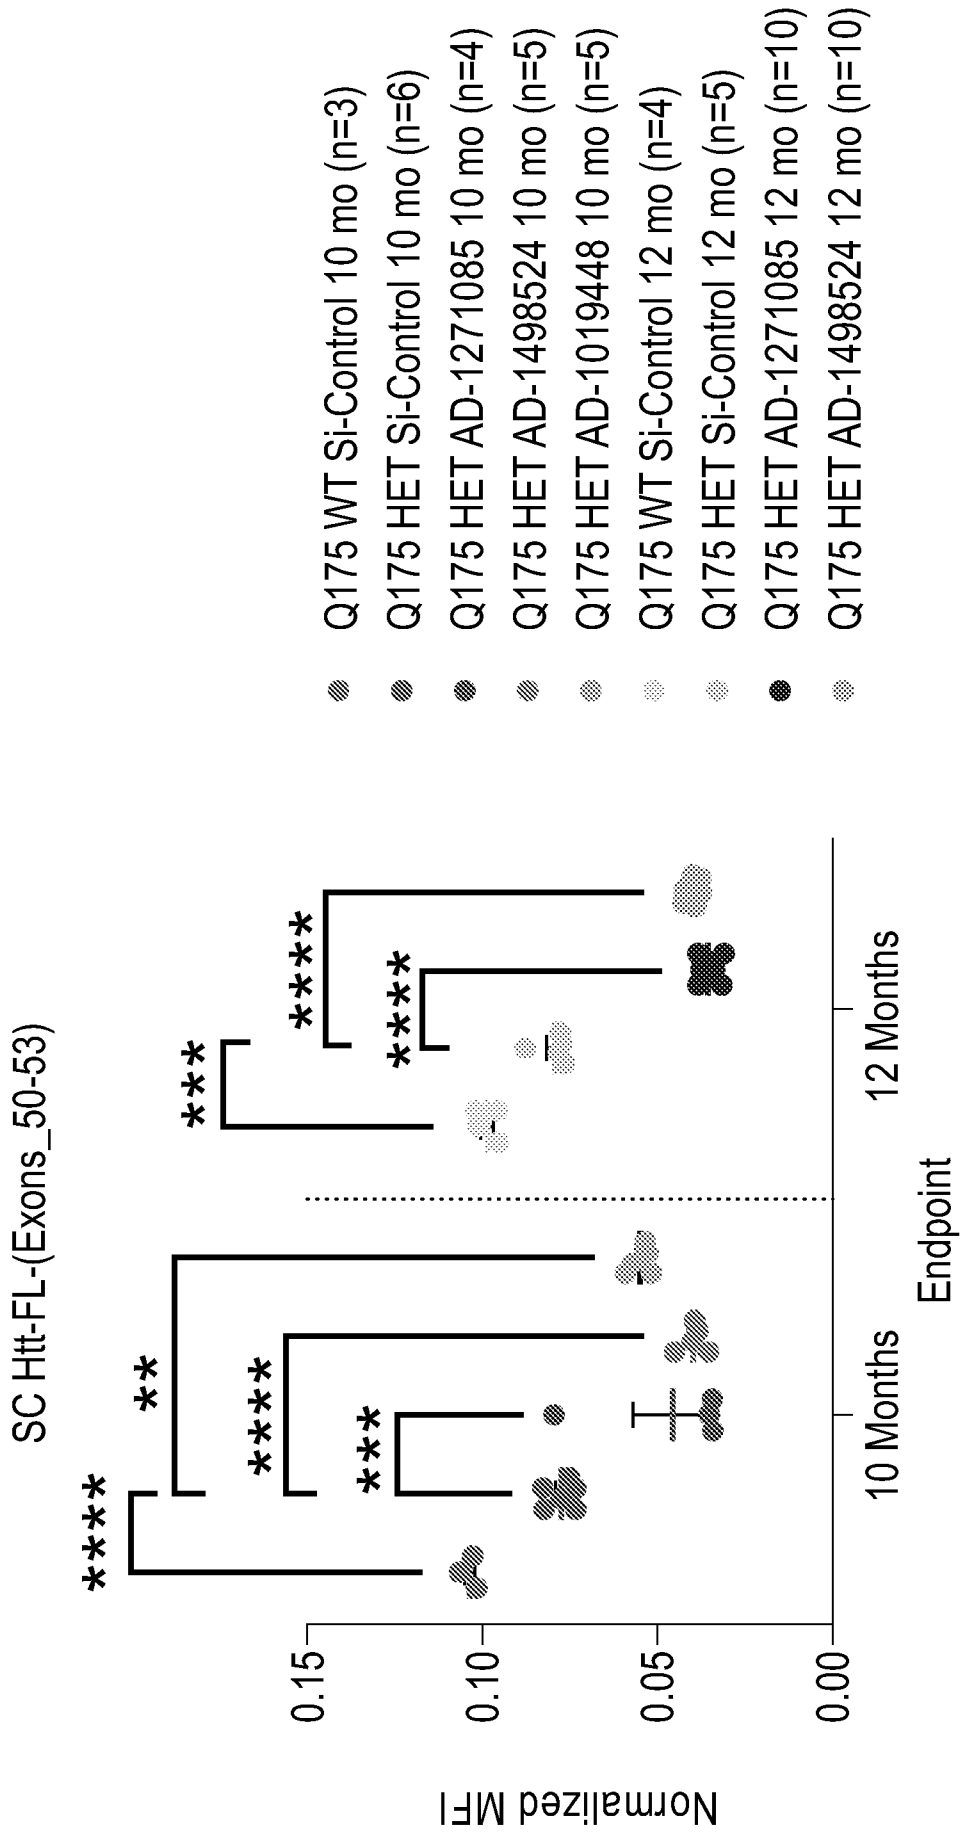 SC Htt-FL-(Exons_50-53)
****
**
****
***
***
****
****
0.15
0.10
0.05
0.00
Normalized MFI
10 Months
12 Months
Endpoint
Q175 WT Si-Control 10 mo (n=3)
Q175 HET Si-Control 10 mo (n=6)
Q175 HET AD-1271085 10 mo (n=4)
Q175 HET AD-1498524 10 mo (n=5)
Q175 HET AD-1019448 10 mo (n=5)
Q175 WT Si-Control 12 mo (n=4)
Q175 HET Si-Control 12 mo (n=5)
Q175 HET AD-1271085 12 mo (n=10)
Q175 HET AD-1498524 12 mo (n=10)